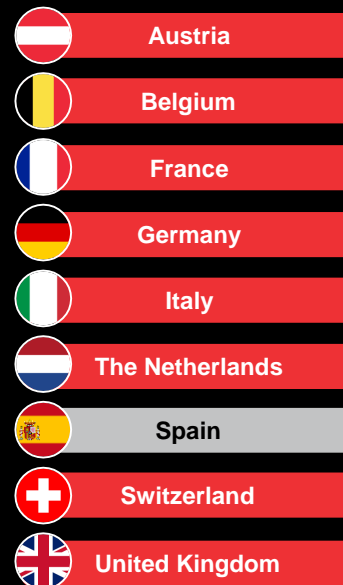 Austria
Belgium
France
Germany
Italy
The Netherlands
Spain
Switzerland
United Kingdom